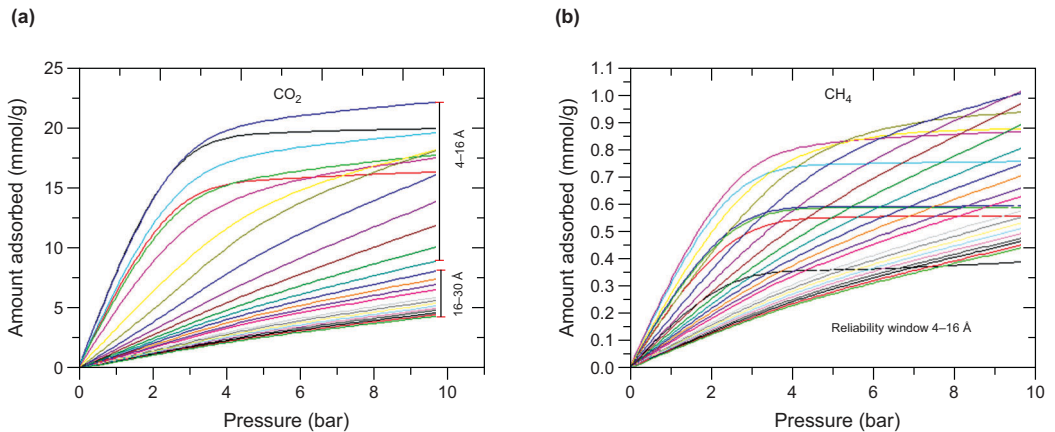 (a)
CO2
Amount adsorbed (mmol/g)
25
20
15
10
5
0
0 2 4 6 8 10
Pressure (bar)
4–16 Å
16–30 Å
(b)
CH4
Amount adsorbed (mmol/g)
1.1
1.0
0.9
0.8
0.7
0.6
0.5
0.4
0.3
0.2
0.1
0.0
0 2 4 6 8 10
Pressure (bar)
Reliability window 4–16 Å